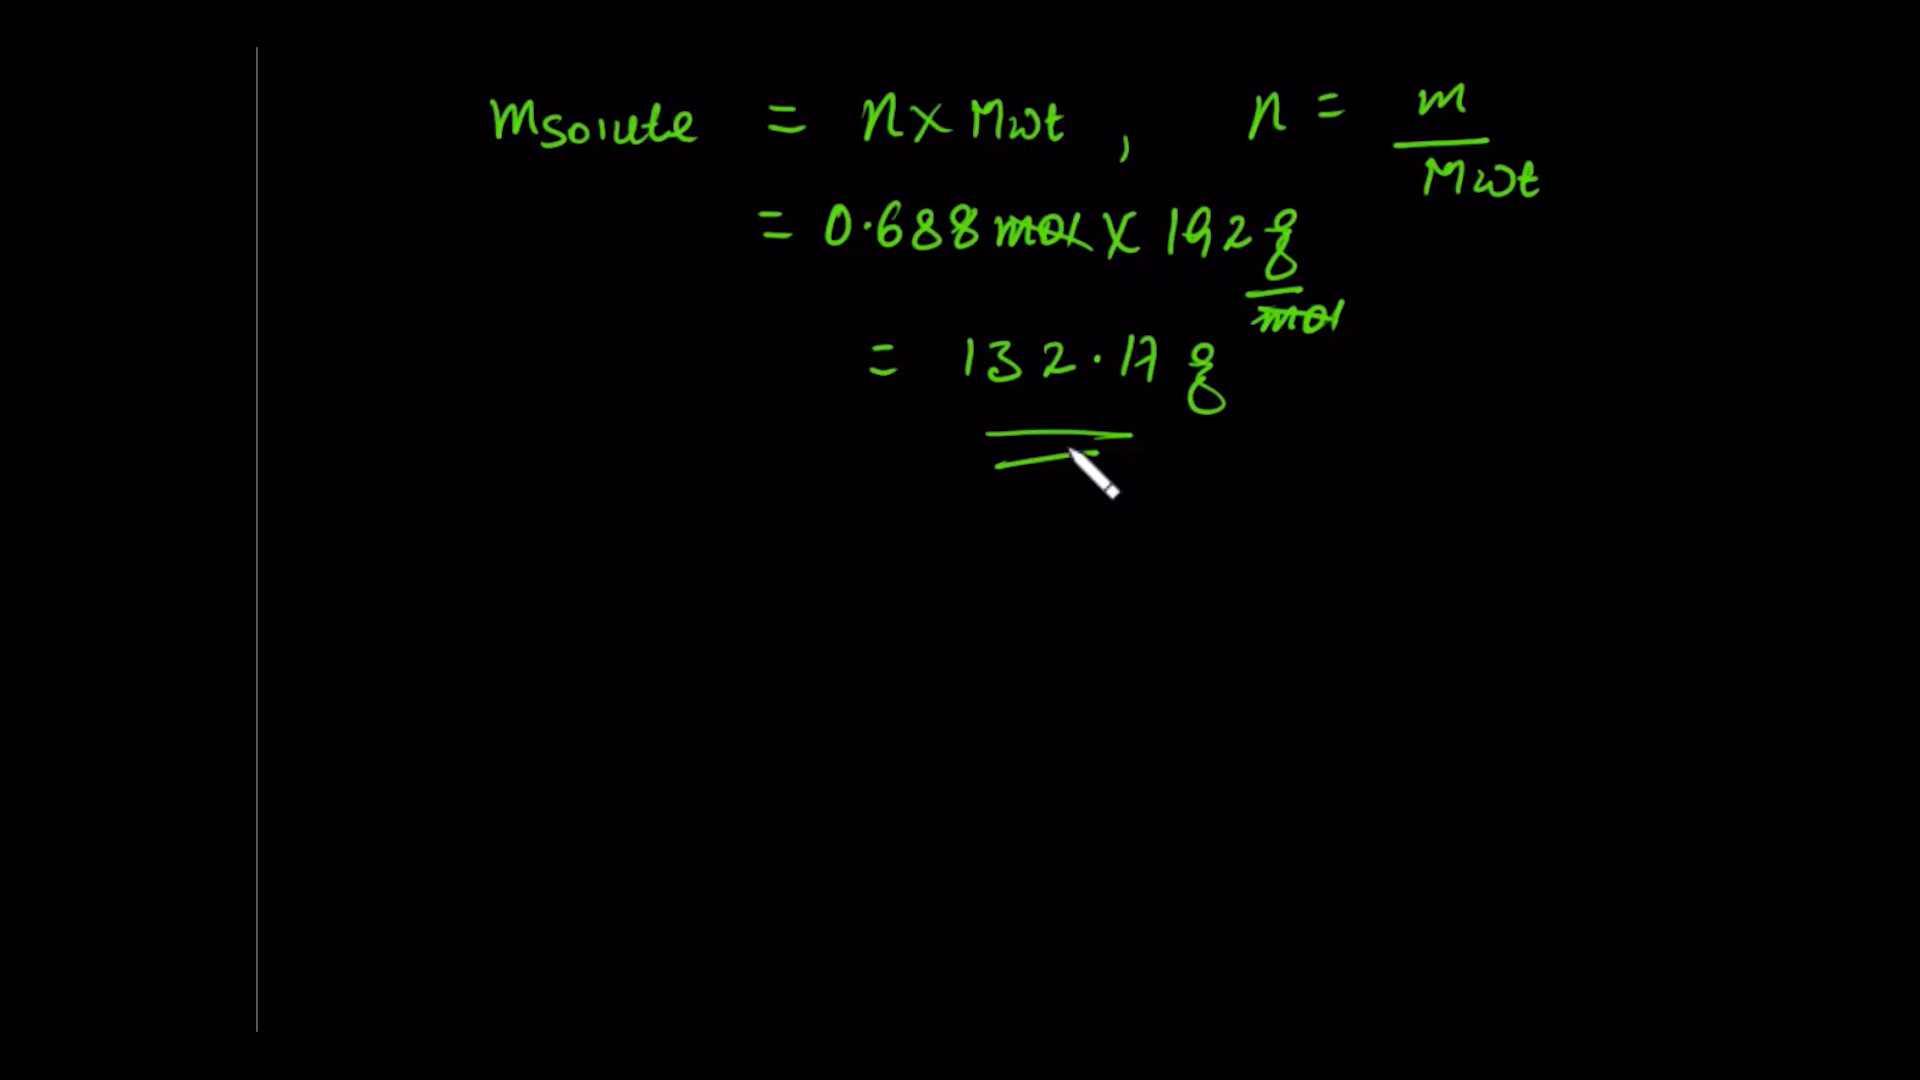 msolute = n x Mwt , n = m / Mwt
= 0.688 mol x 192 g / mol
= 132.17 g